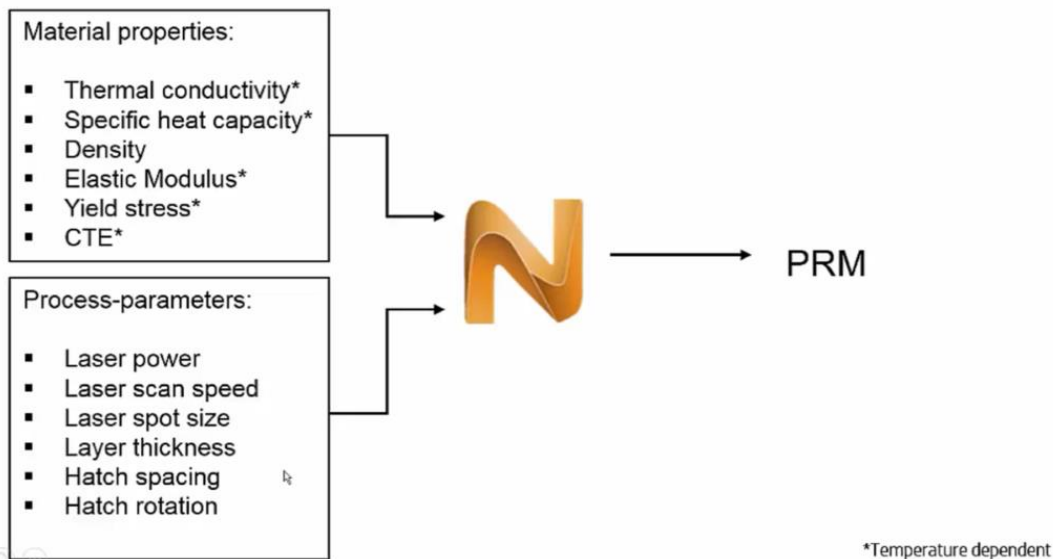 Material properties:
▪ Thermal conductivity*
▪ Specific heat capacity*
▪ Density
▪ Elastic Modulus*
▪ Yield stress*
▪ CTE*
Process-parameters:
▪ Laser power
▪ Laser scan speed
▪ Laser spot size
▪ Layer thickness
▪ Hatch spacing
▪ Hatch rotation
N
PRM
*Temperature dependent